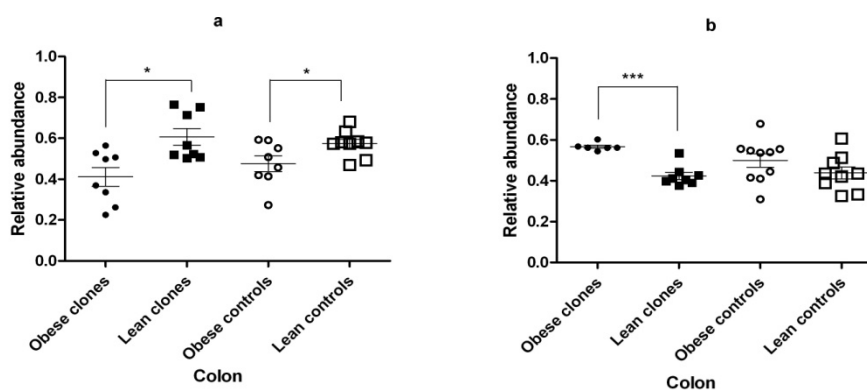 a
Relative abundance
1.0
0.8
0.6
0.4
0.2
0.0
*
*
Obese clones
Lean clones
Obese controls
Lean controls
Colon
b
Relative abundance
1.0
0.8
0.6
0.4
0.2
0.0
***
Obese clones
Lean clones
Obese controls
Lean controls
Colon